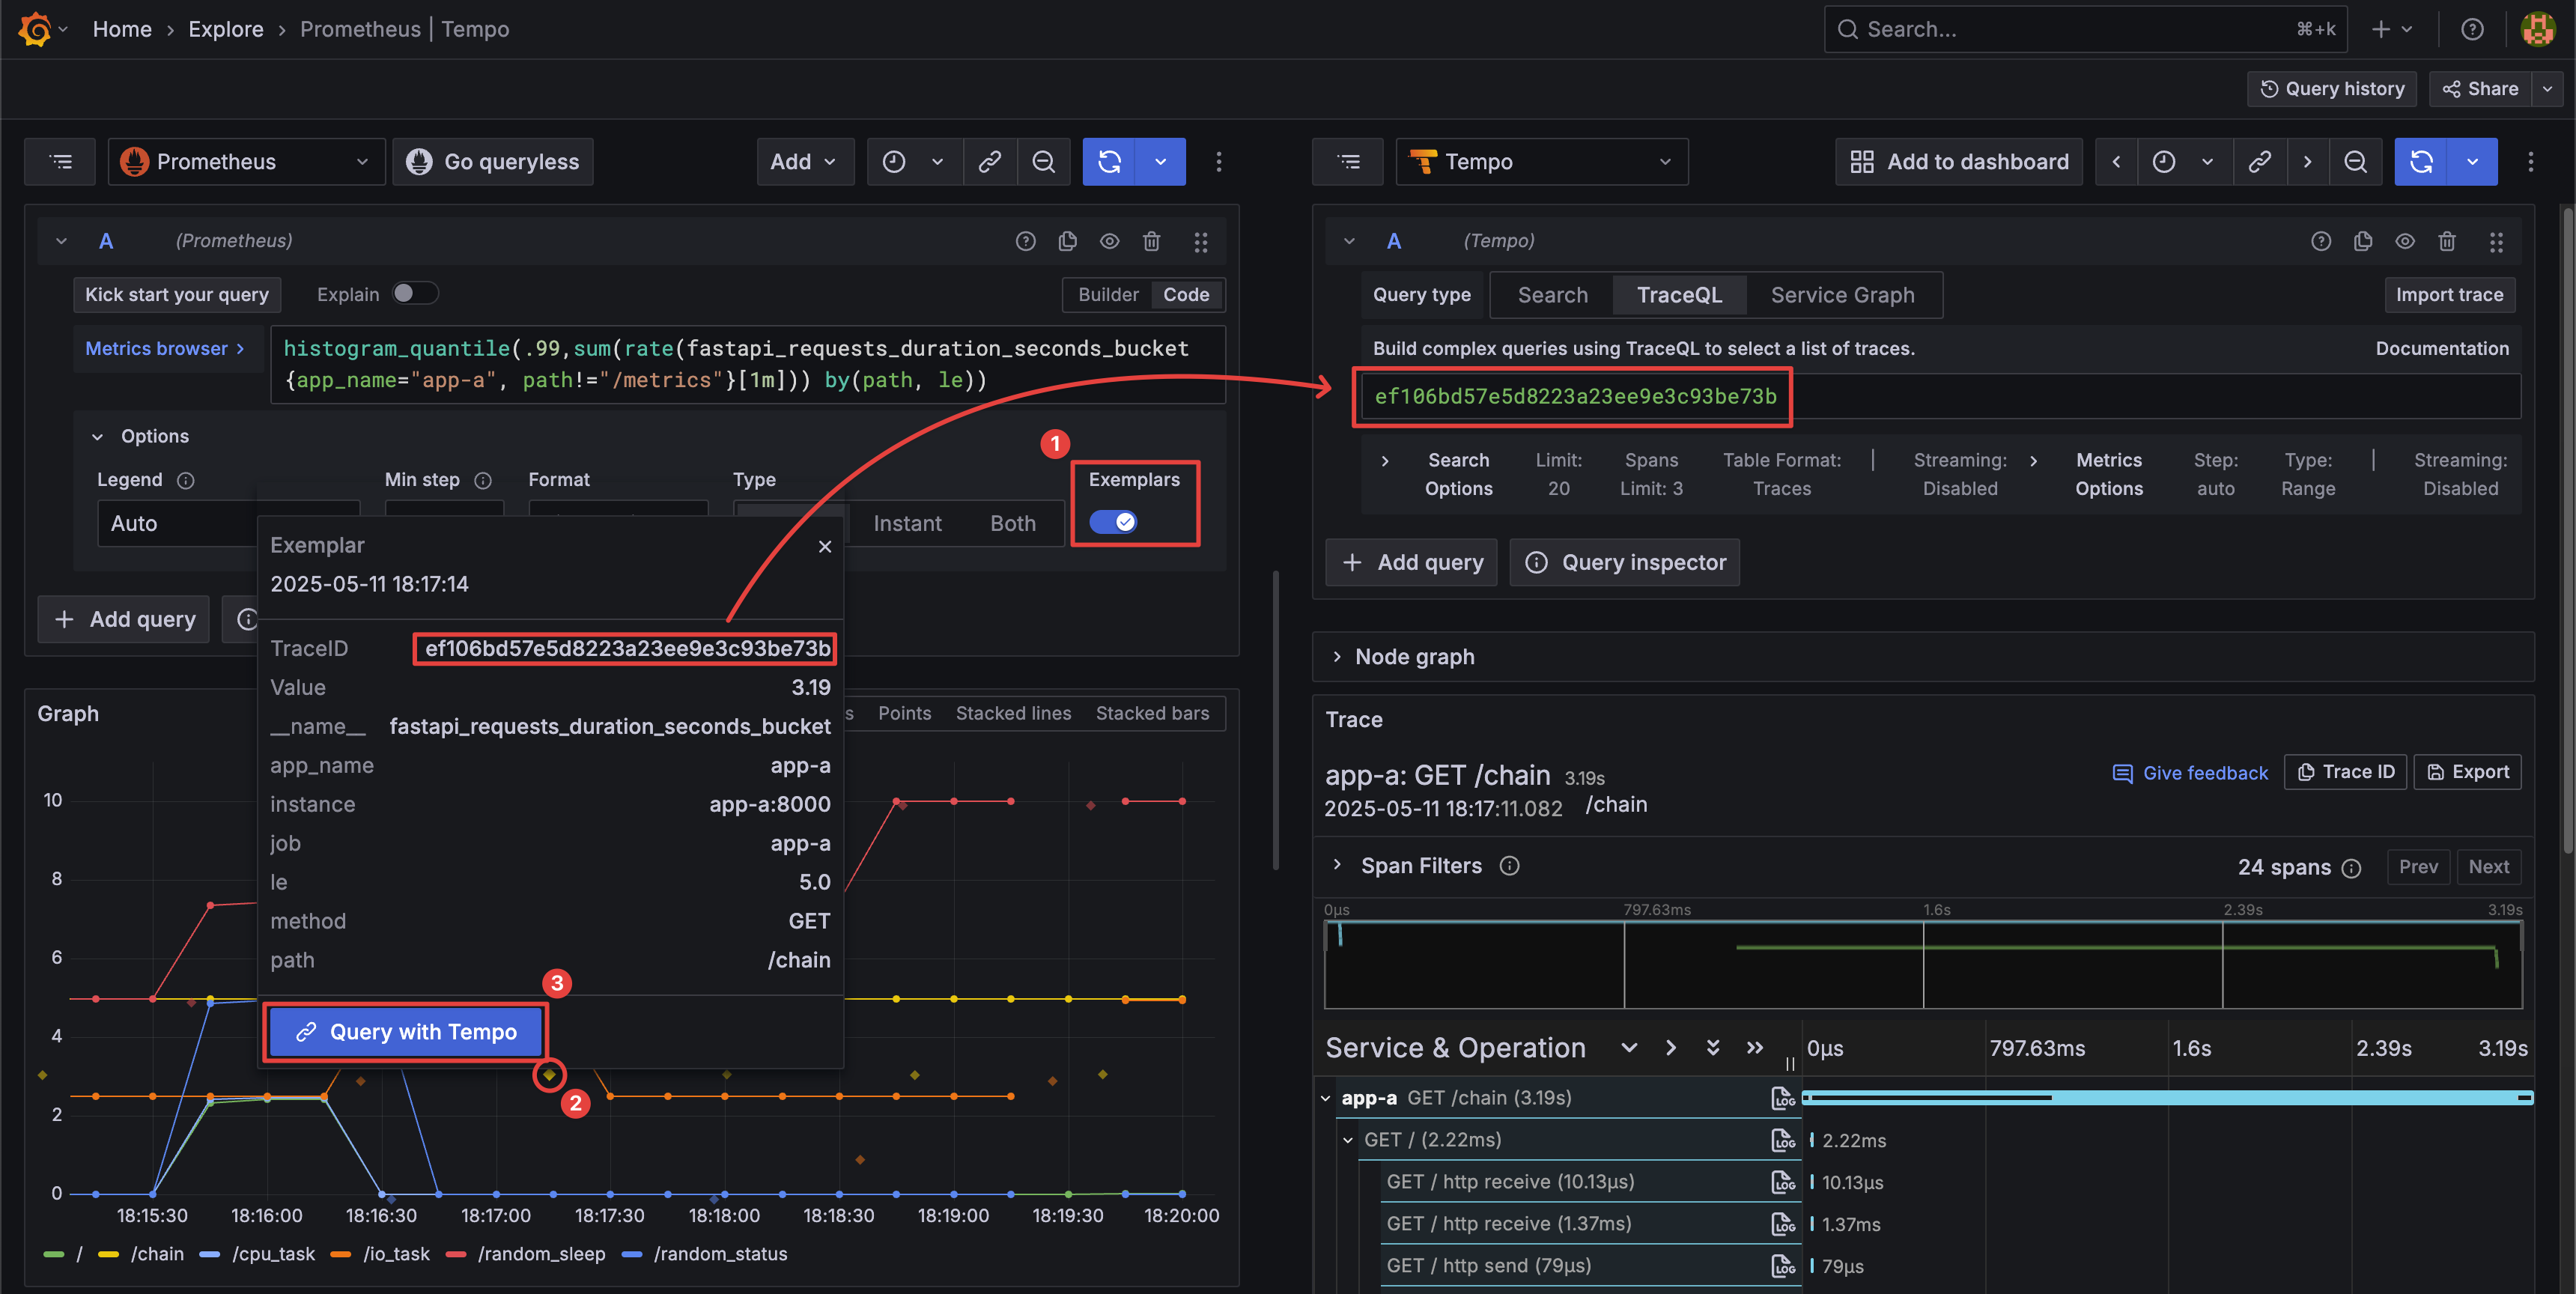 Home › Explore › Prometheus | Tempo
Search...
⌘+k
Query history
Share
Prometheus
Go queryless
Add
A
(Prometheus)
Kick start your query
Explain
Builder
Code
Metrics browser >
histogram_quantile(.99,sum(rate(fastapi_requests_duration_seconds_bucket
{app_name="app-a", path!="/metrics"}[1m])) by(path, le))
Options
1
Legend
Min step
Format
Type
Exemplars
Auto
Instant
Both
Exemplar
2025-05-11 18:17:14
Add query
TraceID
ef106bd57e5d8223a23ee9e3c93be73b
Value
3.19
__name__
fastapi_requests_duration_seconds_bucket
app_name
app-a
instance
app-a:8000
job
app-a
le
5.0
method
GET
path
/chain
3
Query with Tempo
2
Graph
Points
Stacked lines
Stacked bars
10
8
6
4
2
0
18:15:30
18:16:00
18:16:30
18:17:00
18:17:30
18:18:00
18:18:30
18:19:00
18:19:30
18:20:00
/
/chain
/cpu_task
/io_task
/random_sleep
/random_status
Tempo
Add to dashboard
A
(Tempo)
Query type
Search
TraceQL
Service Graph
Import trace
Build complex queries using TraceQL to select a list of traces.
Documentation
ef106bd57e5d8223a23ee9e3c93be73b
Search Options
Limit: 20
Spans Limit: 3
Table Format: Traces
Streaming: Disabled
Metrics Options
Step: auto
Type: Range
Streaming: Disabled
Add query
Query inspector
Node graph
Trace
app-a: GET /chain 3.19s
2025-05-11 18:17:11.082
/chain
Give feedback
Trace ID
Export
Span Filters
24 spans
Prev
Next
0μs
797.63ms
1.6s
2.39s
3.19s
Service & Operation
0μs
797.63ms
1.6s
2.39s
3.19s
app-a GET /chain (3.19s)
LOG
GET / (2.22ms)
LOG
2.22ms
GET / http receive (10.13μs)
LOG
10.13μs
GET / http receive (1.37ms)
LOG
1.37ms
GET / http send (79μs)
LOG
79μs